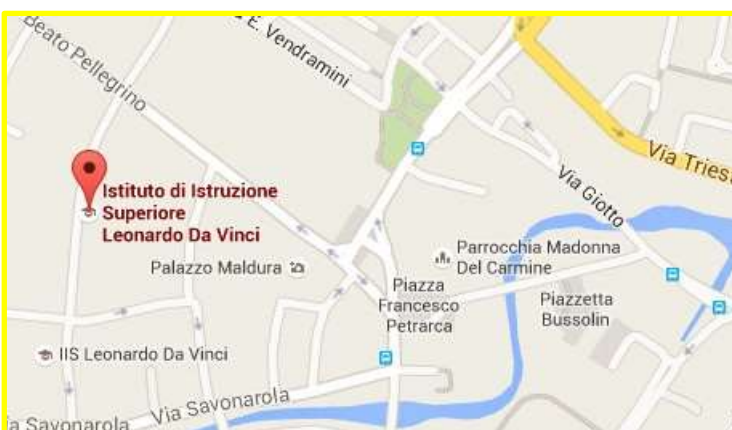 E. Vendramini
Beato Pellegrino
Via Triest
Istituto di Istruzione
Superiore
Leonardo Da Vinci
Via Giotto
Palazzo Maldura
Parrocchia Madonna
Del Carmine
Piazza
Francesco
Petrarca
Piazzetta
Bussolin
IIS Leonardo Da Vinci
Via Savonarola
a Savonarola